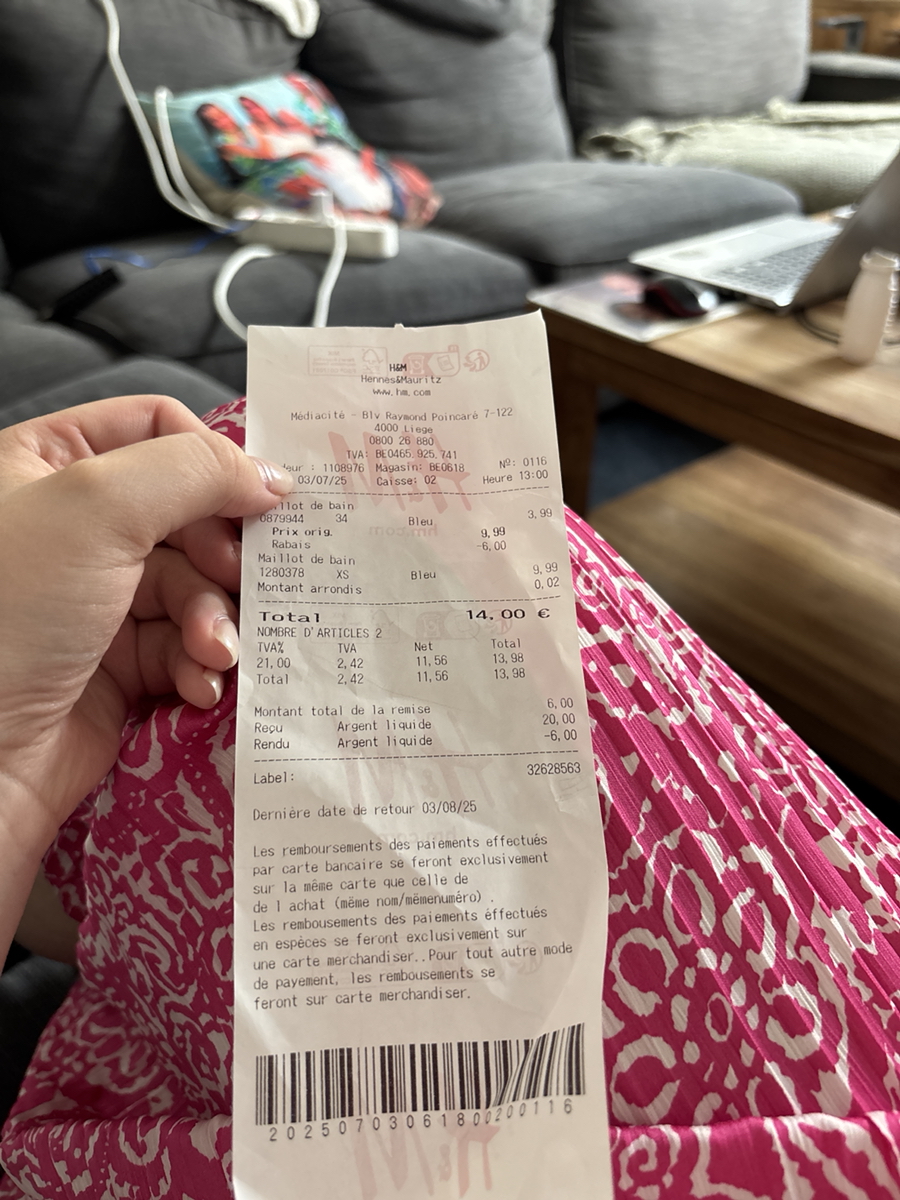 H&M
Hennes&Mauritz
www.hm.com
Médiacité - Blv Raymond Poincaré 7-122
4000 Liege
0800 26 880
TVA: BE0465.925.741
deur : 1108976 Magasin: BE0618 Nº: 0116
03/07/25 Caisse: 02 Heure 13:00
illot de bain 3,99
0879944 34 Bleu
Prix orig. 9,99
Rabais -6,00
Maillot de bain
1280378 XS Bleu 9,99
Montant arrondis 0,02
Total 14,00 €
NOMBRE D'ARTICLES 2
TVA% TVA Net Total
21,00 2,42 11,56 13,98
Total 2,42 11,56 13,98
Montant total de la remise 6,00
Reçu Argent liquide 20,00
Rendu Argent liquide -6,00
Label: 32628563
Dernière date de retour 03/08/25
Les remboursements des paiements effectués
par carte bancaire se feront exclusivement
sur la même carte que celle de
de l achat (même nom/mêmenuméro) .
Les rembousements des paiements éffectués
en espéces se feront exclusivement sur
une carte merchandiser..Pour tout autre mode
de payement, les rembousements se
feront sur carte merchandiser.
20250703061800200116